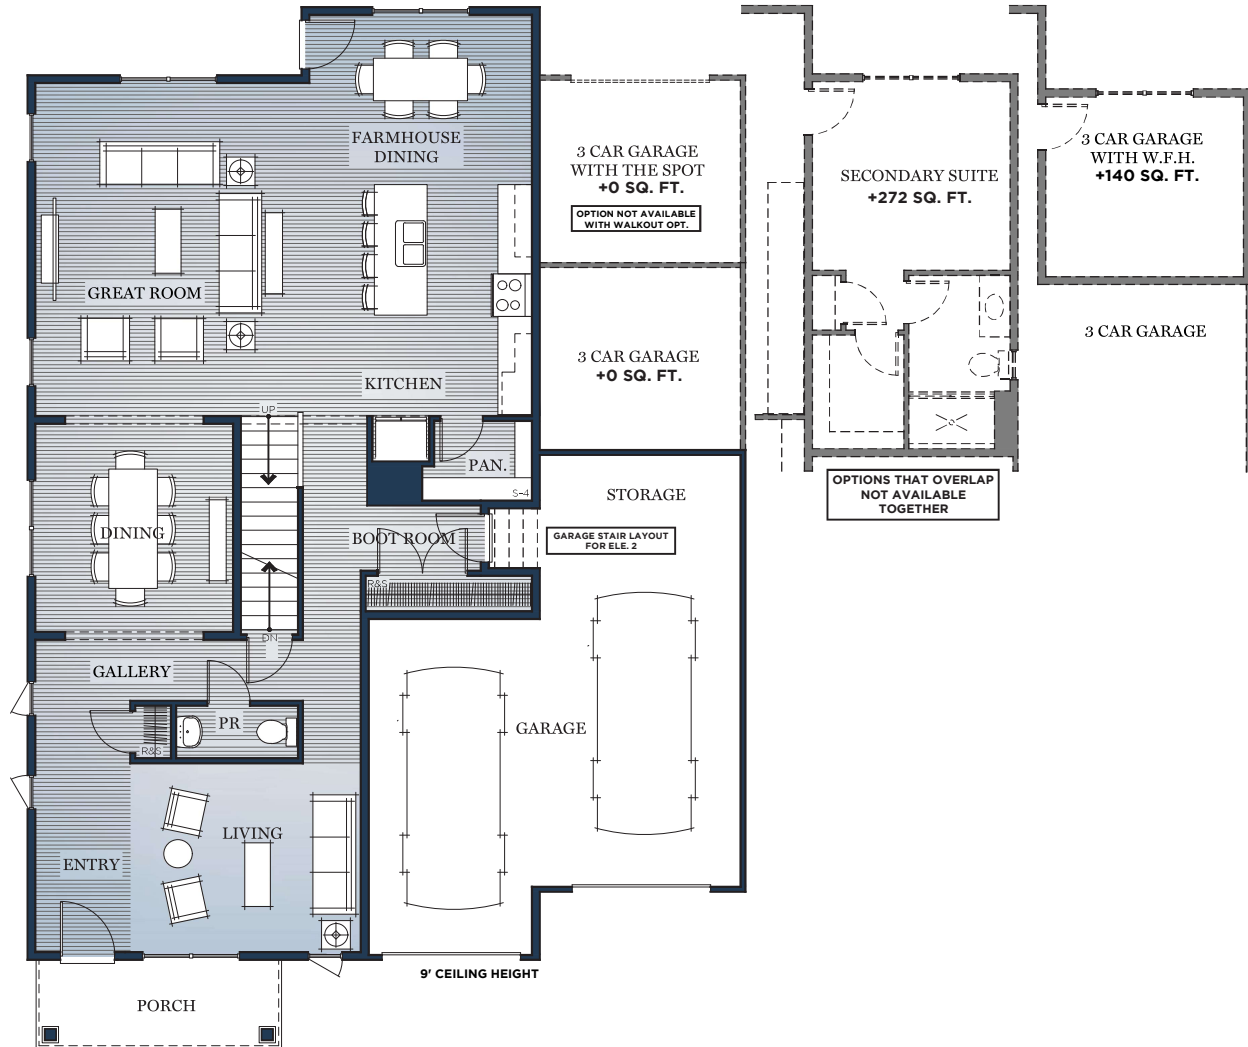 FARMHOUSE
DINING
3 CAR GARAGE
WITH THE SPOT
+0 SQ. FT.
OPTION NOT AVAILABLE
WITH WALKOUT OPT.
SECONDARY SUITE
+272 SQ. FT.
3 CAR GARAGE
WITH W.F.H.
+140 SQ. FT.
GREAT ROOM
KITCHEN
3 CAR GARAGE
+0 SQ. FT.
3 CAR GARAGE
UP
PAN.
S-4
STORAGE
OPTIONS THAT OVERLAP
NOT AVAILABLE
TOGETHER
DINING
BOOT ROOM
GARAGE STAIR LAYOUT
FOR ELE. 2
R&S
DN
GALLERY
PR
R&S
GARAGE
LIVING
ENTRY
9' CEILING HEIGHT
PORCH